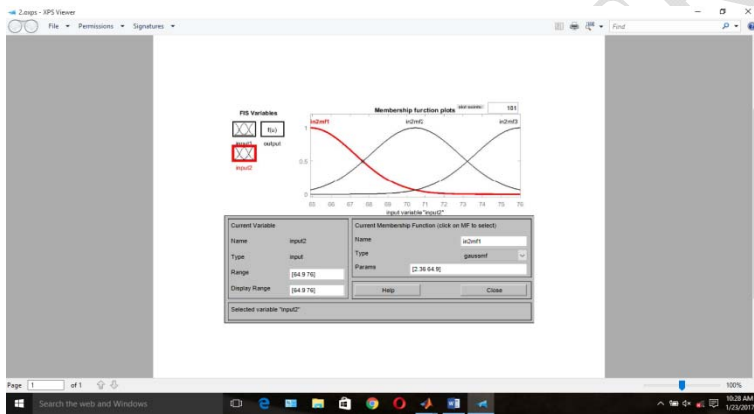 2.oxps - XPS Viewer
File Permissions Signatures
Find
Membership function plots
plot points:
181
FIS Variables
f(u)
input1
output
input2
in2mf1
in2mf2
in2mf3
1
0.5
0
65 66 67 68 69 70 71 72 73 74 75 76
input variable "input2"
Current Variable
Name input2
Type input
Range [64.9 76]
Display Range [64.9 76]
Current Membership Function (click on MF to select)
Name in2mf1
Type gaussmf
Params [2.36 64.9]
Help Close
Selected variable "input2"
Page 1 of 1
100%
Search the web and Windows
10:28 AM
1/23/2017